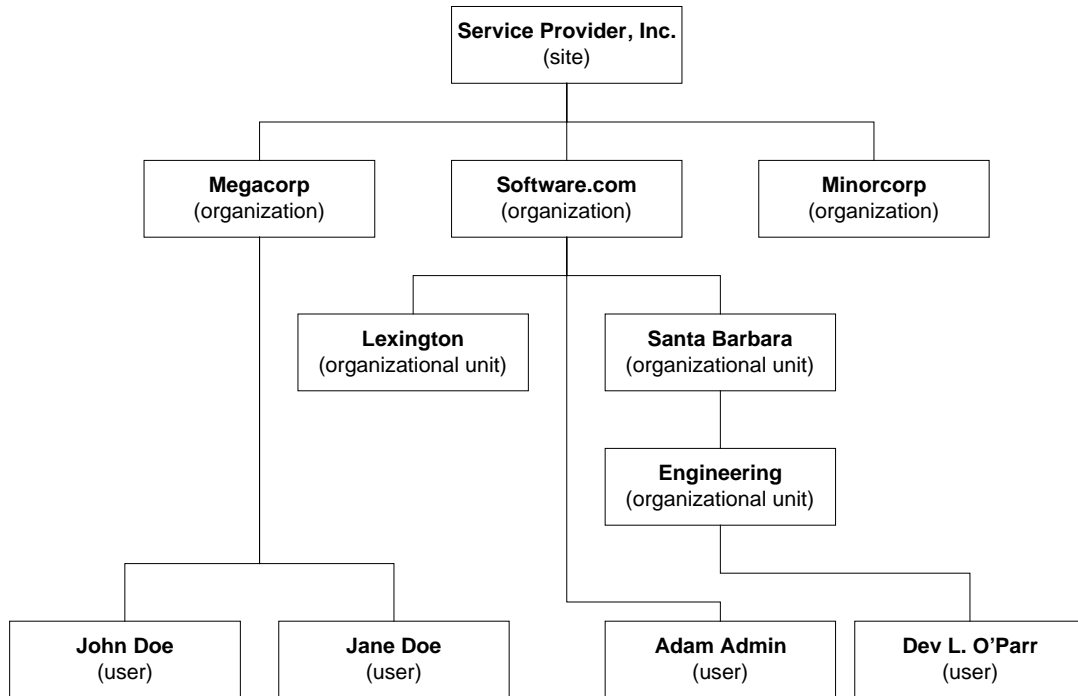 Service Provider, Inc.
(site)
Megacorp
(organization)
Software.com
(organization)
Minorcorp
(organization)
Lexington
(organizational unit)
Santa Barbara
(organizational unit)
Engineering
(organizational unit)
John Doe
(user)
Jane Doe
(user)
Adam Admin
(user)
Dev L. O'Parr
(user)